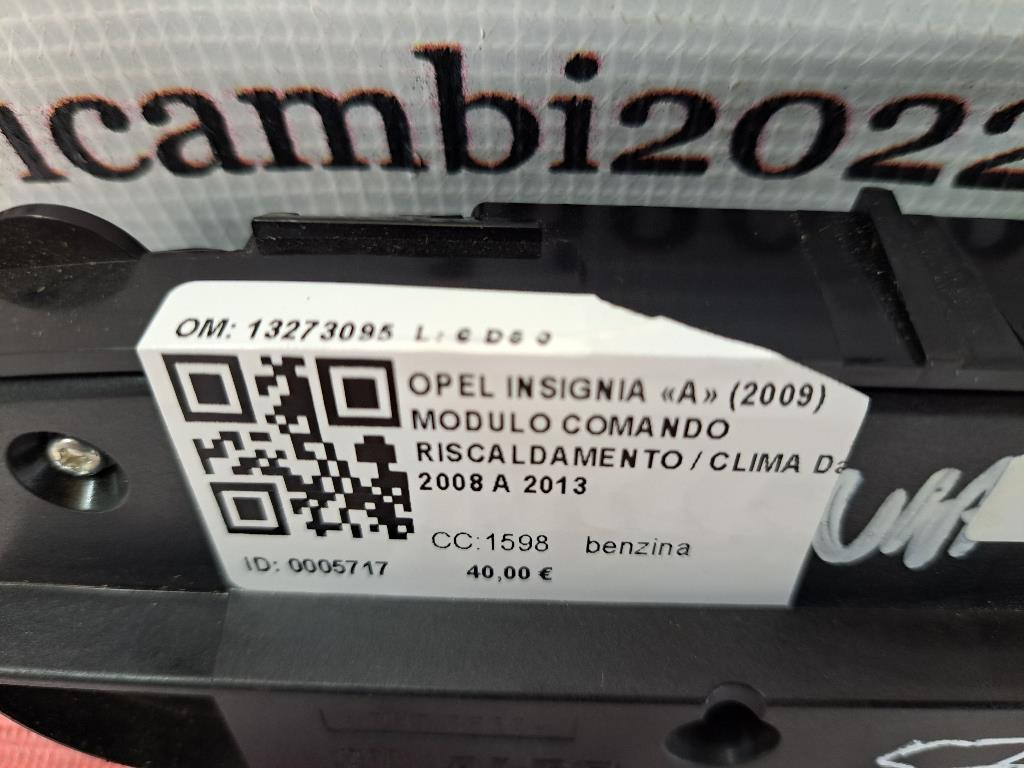 icambi2022
OM: 13273095
OPEL INSIGNIA «A» (2009)
MODULO COMANDO
RISCALDAMENTO / CLIMA Da
2008 A 2013
CC:1598 benzina
ID: 0005717 40,00 €